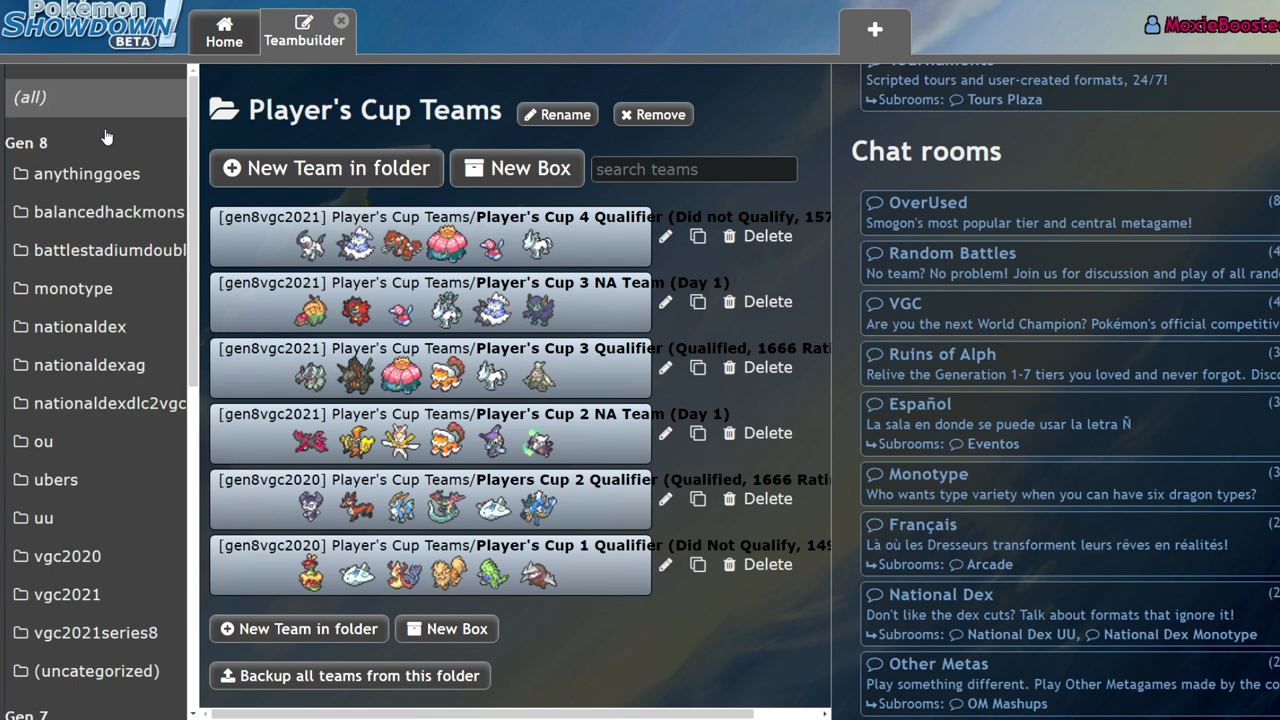 Pokémon
SHOWDOWN!
BETA
Home
Teambuilder
(all)
Gen 8
anythinggoes
balancedhackmons
battlestadiumdoubl
monotype
nationaldex
nationaldexag
nationaldexdlc2vgc
ou
ubers
uu
vgc2020
vgc2021
vgc2021series8
(uncategorized)
Gen 7
Player's Cup Teams
Rename
Remove
New Team in folder
New Box
search teams
[gen8vgc2021] Player's Cup Teams/Player's Cup 4 Qualifier (Did not Qualify, 157
Delete
[gen8vgc2021] Player's Cup Teams/Player's Cup 3 NA Team (Day 1)
Delete
[gen8vgc2021] Player's Cup Teams/Player's Cup 3 Qualifier (Qualified, 1666 Rati
Delete
[gen8vgc2021] Player's Cup Teams/Player's Cup 2 NA Team (Day 1)
Delete
[gen8vgc2020] Player's Cup Teams/Players Cup 2 Qualifier (Qualified, 1666 Rati
Delete
[gen8vgc2020] Player's Cup Teams/Player's Cup 1 Qualifier (Did Not Qualify, 149
Delete
New Team in folder
New Box
Backup all teams from this folder
MoxieBooste
Tournaments
Scripted tours and user-created formats, 24/7!
↳Subrooms: Tours Plaza
Chat rooms
OverUsed (8
Smogon's most popular tier and central metagame!
Random Battles (4
No team? No problem! Join us for discussion and play of all rand
VGC (4
Are you the next World Champion? Pokémon's official competitiv
Ruins of Alph (3
Relive the Generation 1-7 tiers you loved and never forgot. Disc
Español (3
La sala en donde se puede usar la letra Ñ
↳Subrooms: Eventos
Monotype (3
Who wants type variety when you can have six dragon types?
Français (3
Là où les Dresseurs transforment leurs rêves en réalités!
↳Subrooms: Arcade
National Dex (2
Don't like the dex cuts? Talk about formats that ignore it!
↳Subrooms: National Dex UU, National Dex Monotype
Other Metas (2
Play something different. Play Other Metagames made by the co
↳Subrooms: OM Mashups